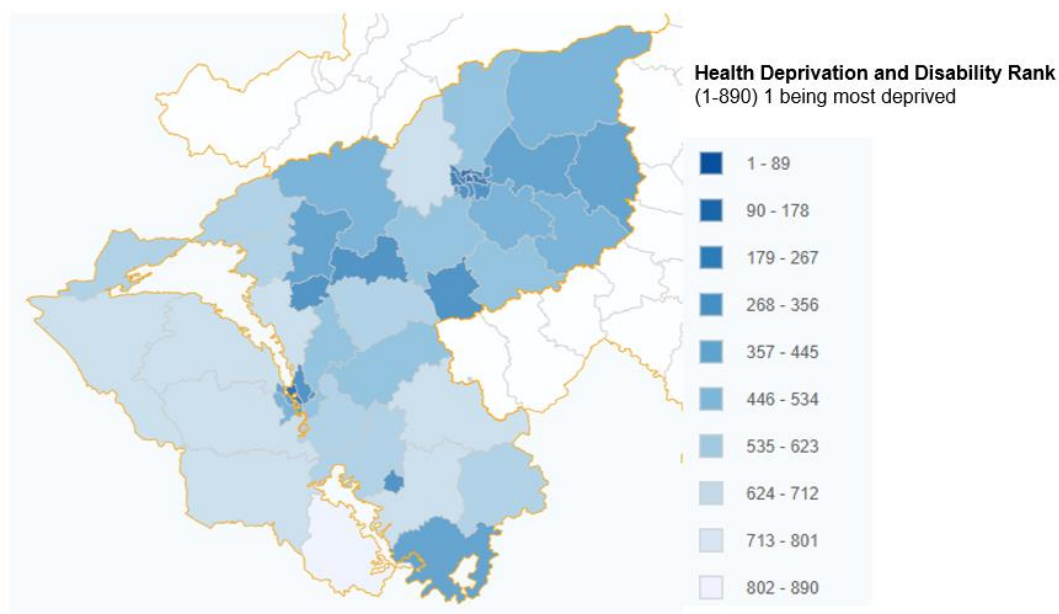 Health Deprivation and Disability Rank
(1-890) 1 being most deprived
1 - 89
90 - 178
179 - 267
268 - 356
357 - 445
446 - 534
535 - 623
624 - 712
713 - 801
802 - 890